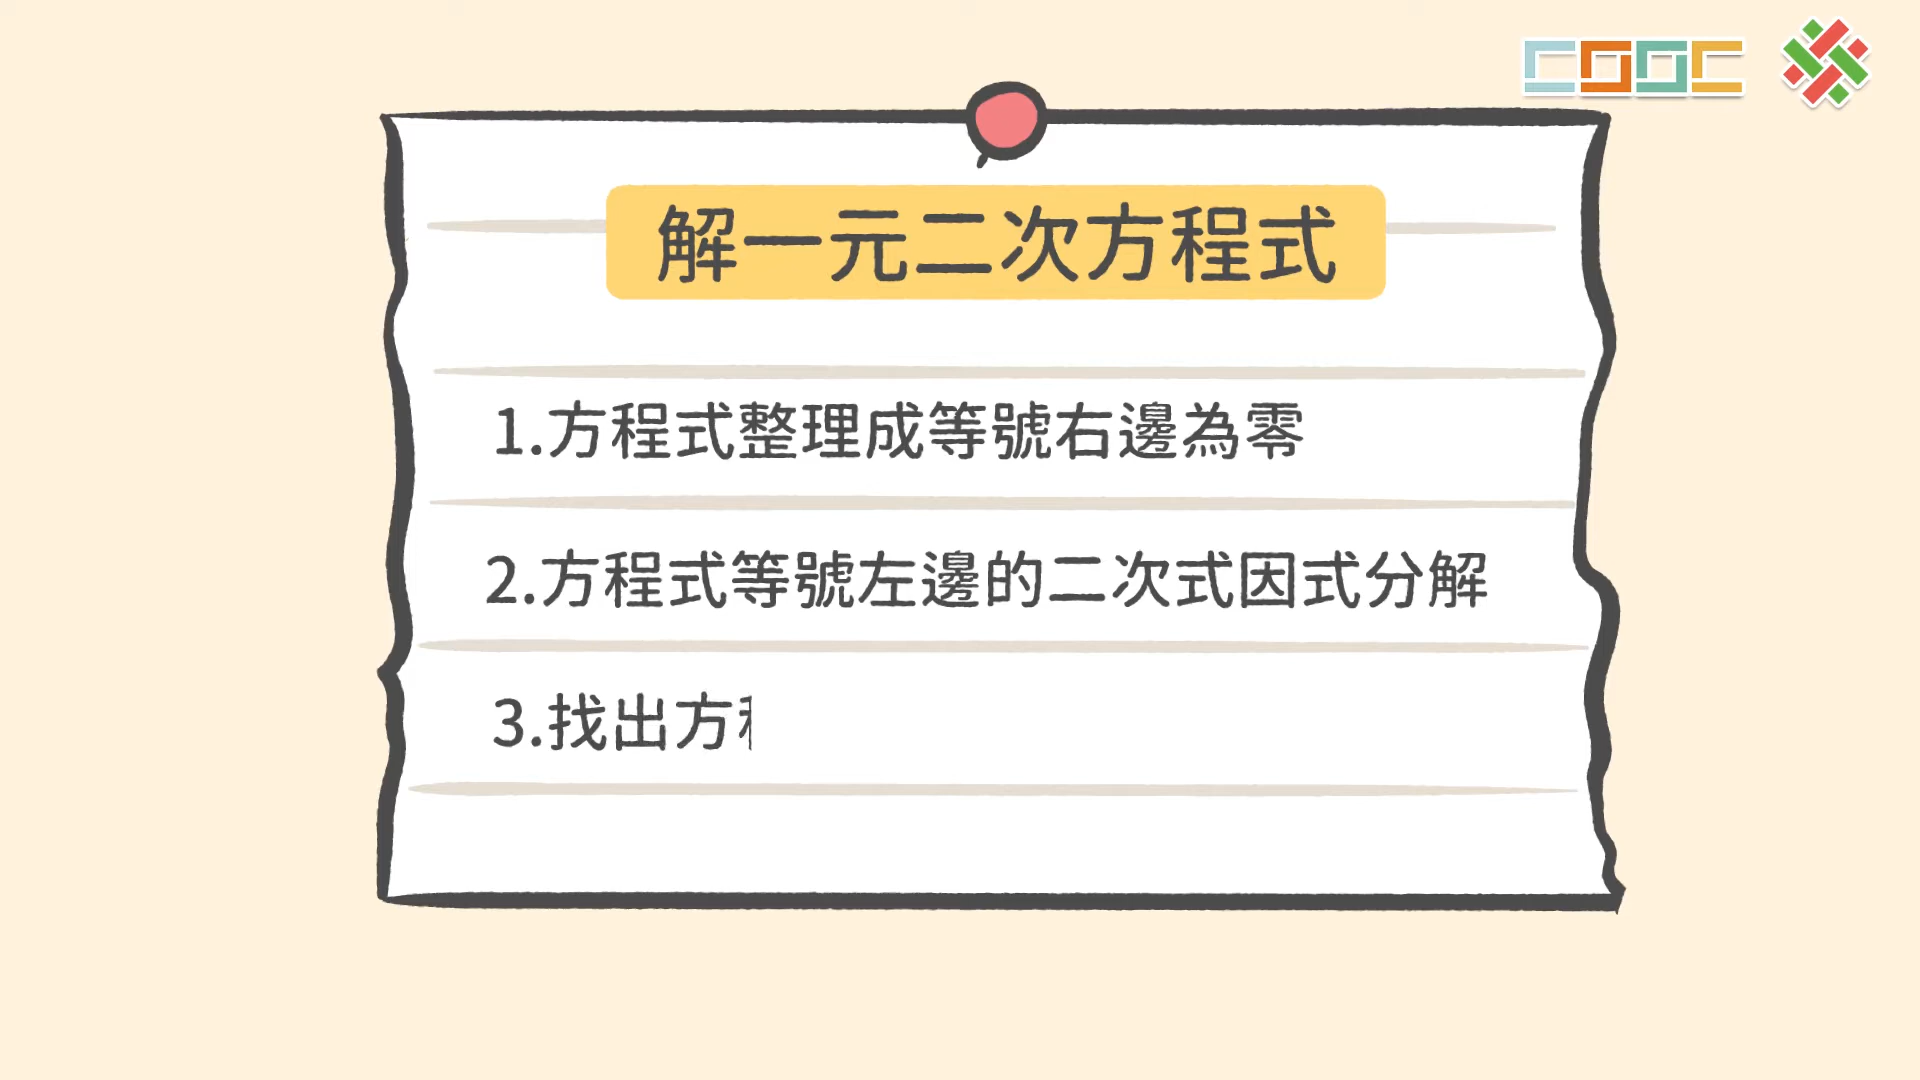 COOC
解一元二次方程式
1.方程式整理成等號右邊為零
2.方程式等號左邊的二次式因式分解
3.找出方